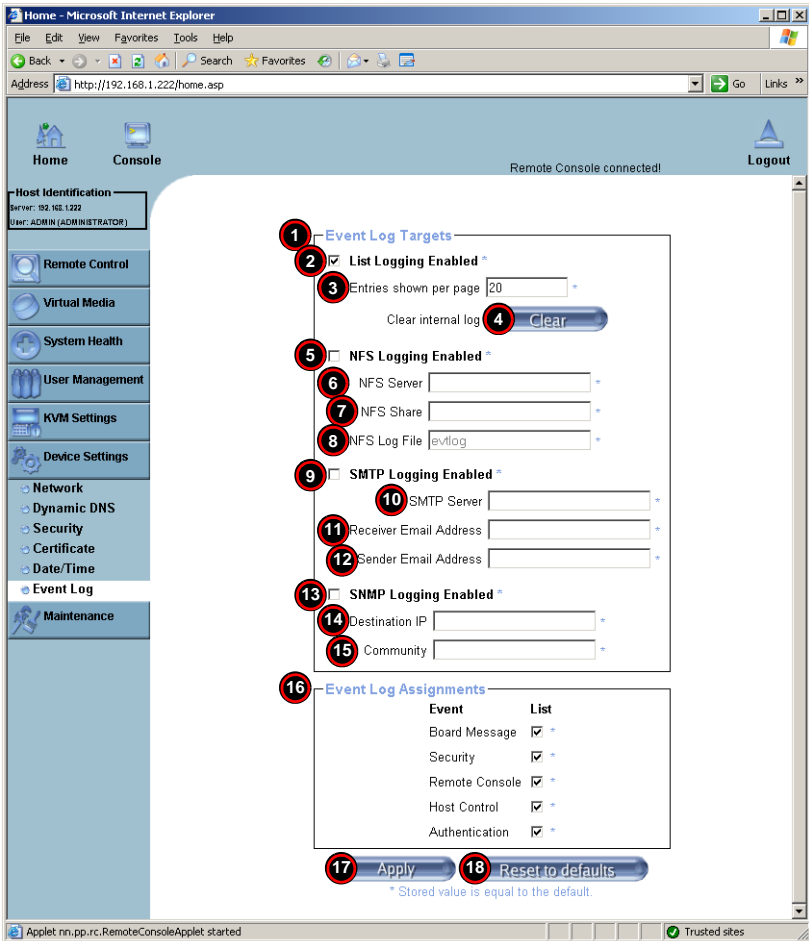 Home - Microsoft Internet Explorer
File Edit View Favorites Tools Help
Back Search Favorites
Address http://192.168.1.222/home.asp Go Links »
Home Console Logout
Remote Console connected!
Host Identification
Server: 192.168.1.222
User: ADMIN (ADMINISTRATOR)
Remote Control
Virtual Media
System Health
User Management
KVM Settings
Device Settings
Network
Dynamic DNS
Security
Certificate
Date/Time
Event Log
Maintenance
1 Event Log Targets
2 List Logging Enabled *
3 Entries shown per page 20 *
Clear internal log 4 Clear
5 NFS Logging Enabled *
6 NFS Server *
7 NFS Share *
8 NFS Log File evtlog *
9 SMTP Logging Enabled *
10 SMTP Server *
11 Receiver Email Address *
12 Sender Email Address *
13 SNMP Logging Enabled *
14 Destination IP *
15 Community *
16 Event Log Assignments
Event List
Board Message *
Security *
Remote Console *
Host Control *
Authentication *
17 Apply 18 Reset to defaults
* Stored value is equal to the default.
Applet nn.pp.rc.RemoteConsoleApplet started Trusted sites